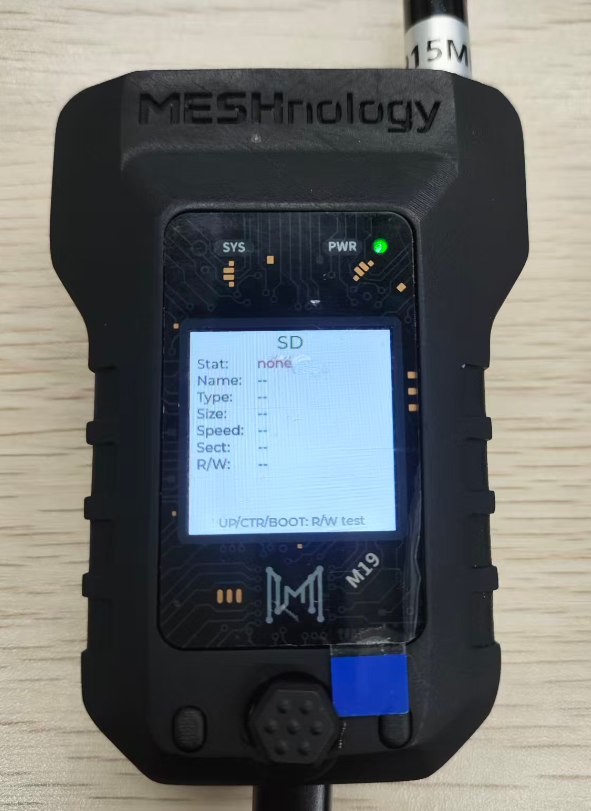 15M
MESHnology
SYS
PWR
SD
Stat: none
Name: --
Type: --
Size: --
Speed: --
Sect: --
R/W: --
UP/CTR/BOOT: R/W test
M19